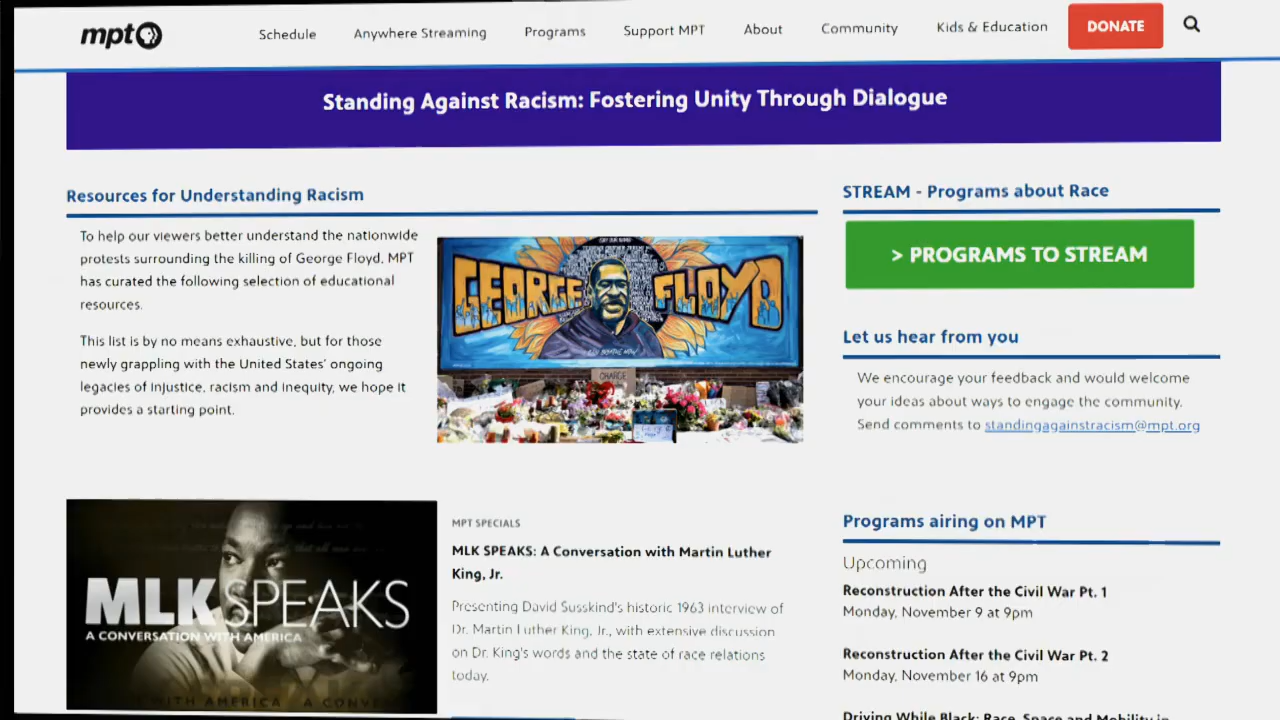 mpt
Schedule
Anywhere Streaming
Programs
Support MPT
About
Community
Kids & Education
DONATE
Standing Against Racism: Fostering Unity Through Dialogue
Resources for Understanding Racism
To help our viewers better understand the nationwide
protests surrounding the killing of George Floyd, MPT
has curated the following selection of educational
resources.
This list is by no means exhaustive, but for those
newly grappling with the United States' ongoing
legacies of injustice, racism and inequity, we hope it
provides a starting point.
GEORGE FLOYD
CHARGE
STREAM - Programs about Race
> PROGRAMS TO STREAM
Let us hear from you
We encourage your feedback and would welcome
your ideas about ways to engage the community.
Send comments to standingagainstracism@mpt.org
MLK SPEAKS
A CONVERSATION WITH AMERICA
WITH AMERICA
MPT SPECIALS
MLK SPEAKS: A Conversation with Martin Luther
King, Jr.
Presenting David Susskind's historic 1963 interview of
Dr. Martin Luther King, Jr., with extensive discussion
on Dr. King's words and the state of race relations
today.
Programs airing on MPT
Upcoming
Reconstruction After the Civil War Pt. 1
Monday, November 9 at 9pm
Reconstruction After the Civil War Pt. 2
Monday, November 16 at 9pm
Driving While Black: Race, Space and Mobility in